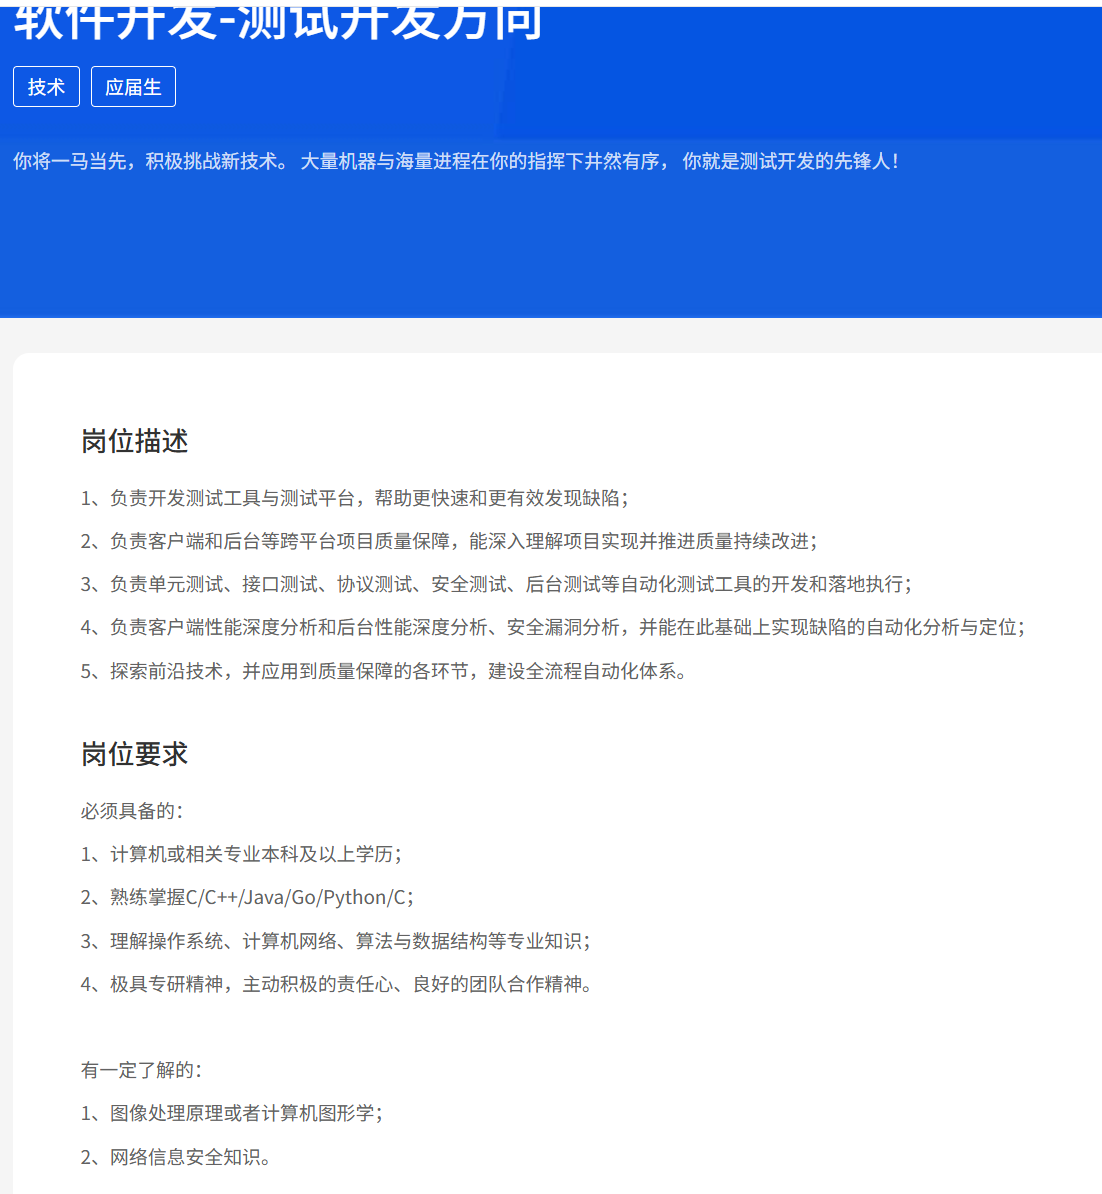 软件开发-测试开发方向
技术 应届生
你将一马当先，积极挑战新技术。 大量机器与海量进程在你的指挥下井然有序， 你就是测试开发的先锋人！
岗位描述
1、负责开发测试工具与测试平台，帮助更快速和更有效发现缺陷；
2、负责客户端和后台等跨平台项目质量保障，能深入理解项目实现并推进质量持续改进；
3、负责单元测试、接口测试、协议测试、安全测试、后台测试等自动化测试工具的开发和落地执行；
4、负责客户端性能深度分析和后台性能深度分析、安全漏洞分析，并能在此基础上实现缺陷的自动化分析与定位；
5、探索前沿技术，并应用到质量保障的各环节，建设全流程自动化体系。
岗位要求
必须具备的：
1、计算机或相关专业本科及以上学历；
2、熟练掌握C/C++/Java/Go/Python/C；
3、理解操作系统、计算机网络、算法与数据结构等专业知识；
4、极具专研精神，主动积极的责任心、良好的团队合作精神。
有一定了解的：
1、图像处理原理或者计算机图形学；
2、网络信息安全知识。